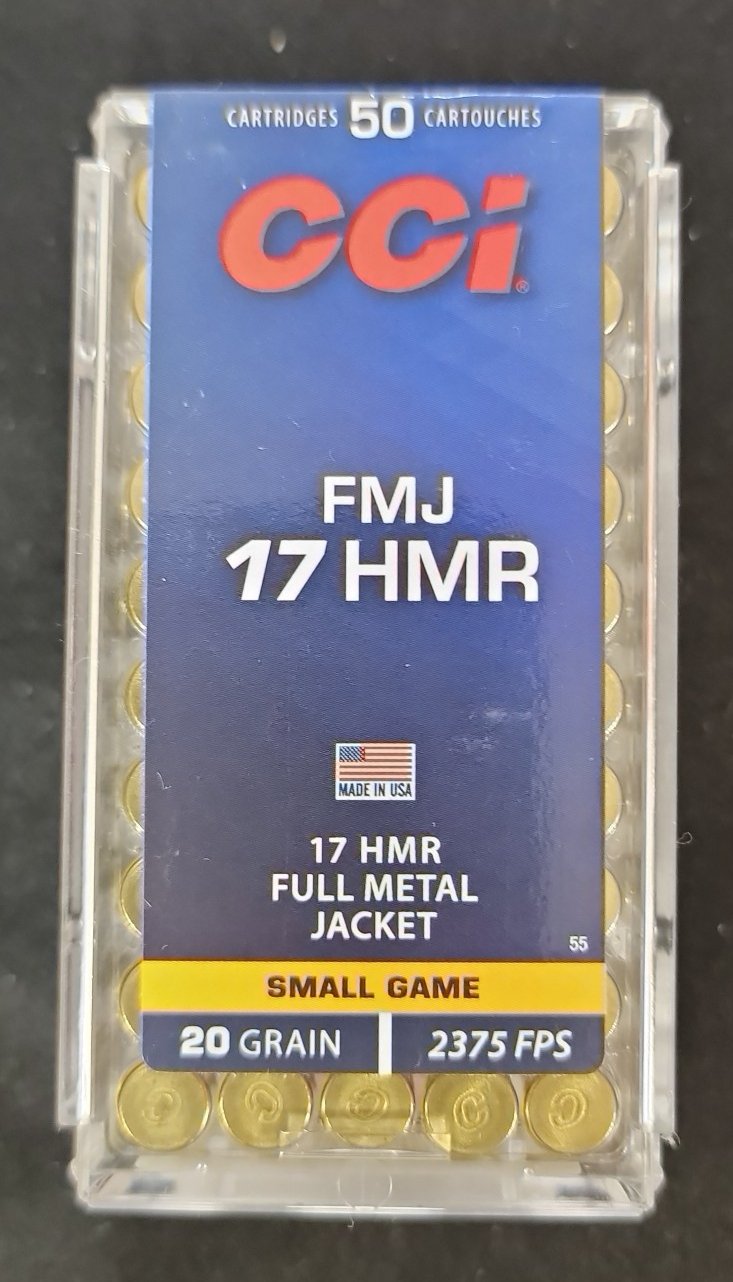 CARTRIDGES 50 CARTOUCHES
CCi®
FMJ
17 HMR
MADE IN USA
17 HMR
FULL METAL
JACKET
55
SMALL GAME
20 GRAIN 2375 FPS
C C C C C